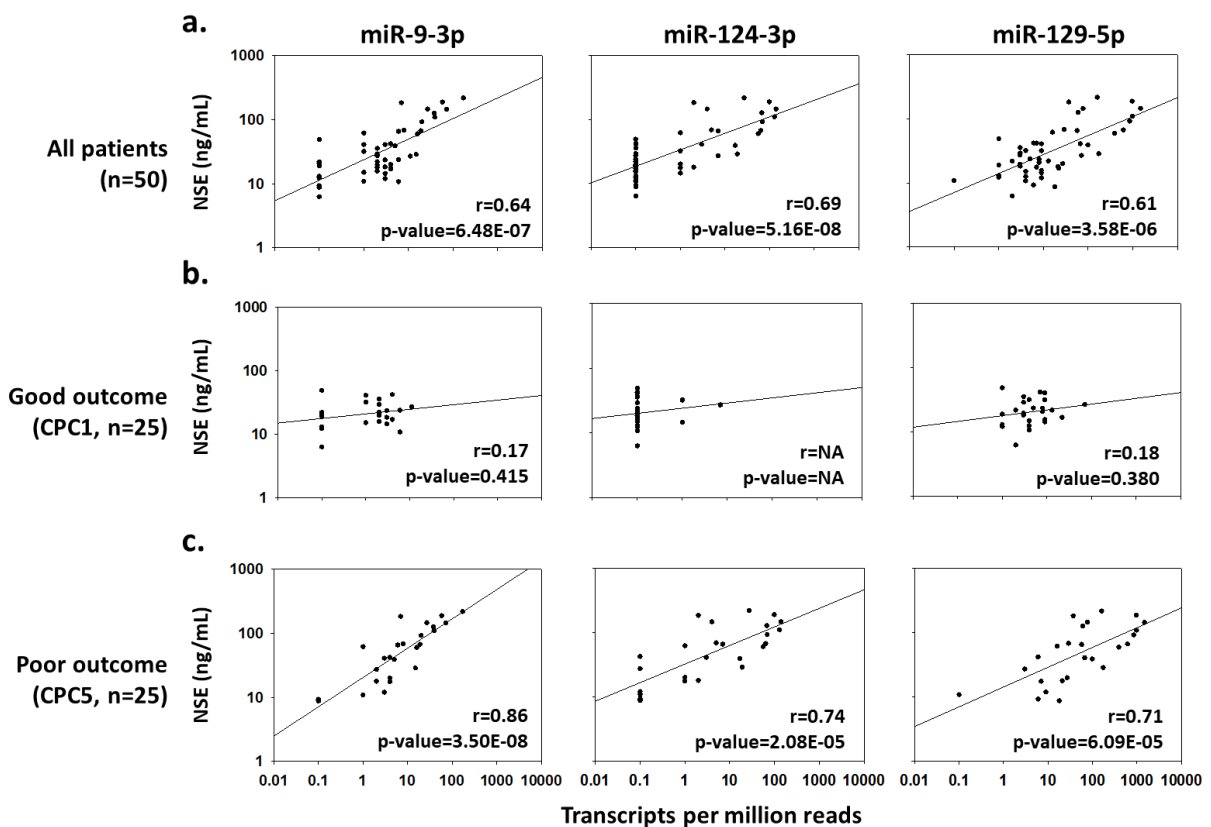 a.
miR-9-3p
miR-124-3p
miR-129-5p
All patients
(n=50)
NSE (ng/mL)
1000
100
10
1
r=0.64
p-value=6.48E-07
r=0.69
p-value=5.16E-08
r=0.61
p-value=3.58E-06
b.
Good outcome
(CPC1, n=25)
NSE (ng/mL)
1000
100
10
1
r=0.17
p-value=0.415
r=NA
p-value=NA
r=0.18
p-value=0.380
c.
Poor outcome
(CPC5, n=25)
NSE (ng/mL)
1000
100
10
1
r=0.86
p-value=3.50E-08
r=0.74
p-value=2.08E-05
r=0.71
p-value=6.09E-05
0.01 0.1 1 10 100 1000 10000
0.01 0.1 1 10 100 1000 10000
0.01 0.1 1 10 100 1000 10000
Transcripts per million reads